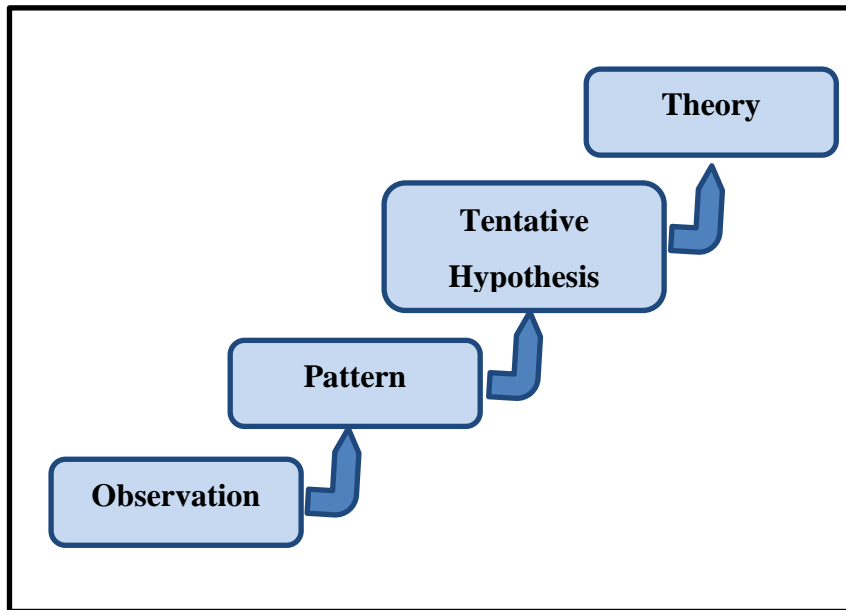 Theory
Tentative
Hypothesis
Pattern
Observation